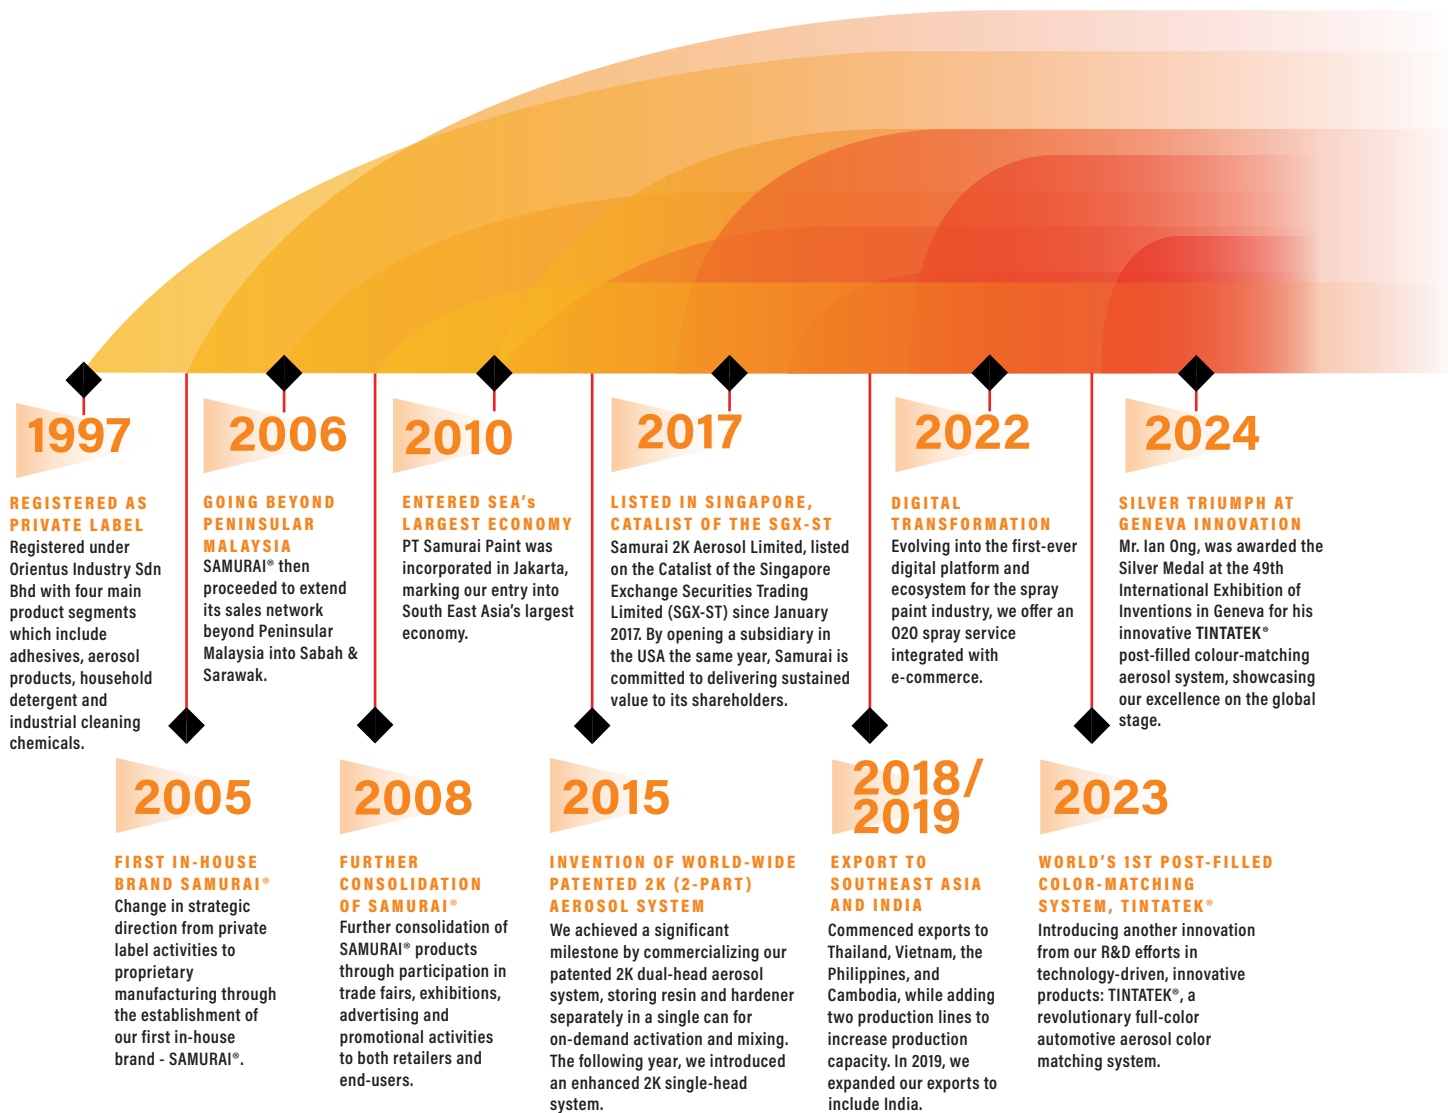 1997
REGISTERED AS
PRIVATE LABEL
Registered under
Orientus Industry Sdn
Bhd with four main
product segments
which include
adhesives, aerosol
products, household
detergent and
industrial cleaning
chemicals.
2006
GOING BEYOND
PENINSULAR
MALAYSIA
SAMURAI® then
proceeded to extend
its sales network
beyond Peninsular
Malaysia into Sabah &
Sarawak.
2010
ENTERED SEA's
LARGEST ECONOMY
PT Samurai Paint was
incorporated in Jakarta,
marking our entry into
South East Asia's largest
economy.
2017
LISTED IN SINGAPORE,
CATALIST OF THE SGX-ST
Samurai 2K Aerosol Limited, listed
on the Catalist of the Singapore
Exchange Securities Trading
Limited (SGX-ST) since January
2017. By opening a subsidiary in
the USA the same year, Samurai is
committed to delivering sustained
value to its shareholders.
2022
DIGITAL
TRANSFORMATION
Evolving into the first-ever
digital platform and
ecosystem for the spray
paint industry, we offer an
O2O spray service
integrated with
e-commerce.
2024
SILVER TRIUMPH AT
GENEVA INNOVATION
Mr. Ian Ong, was awarded the
Silver Medal at the 49th
International Exhibition of
Inventions in Geneva for his
innovative TINTATEK®
post-filled colour-matching
aerosol system, showcasing
our excellence on the global
stage.
2005
FIRST IN-HOUSE
BRAND SAMURAI®
Change in strategic
direction from private
label activities to
proprietary
manufacturing through
the establishment of
our first in-house
brand - SAMURAI®.
2008
FURTHER
CONSOLIDATION
OF SAMURAI®
Further consolidation of
SAMURAI® products
through participation in
trade fairs, exhibitions,
advertising and
promotional activities
to both retailers and
end-users.
2015
INVENTION OF WORLD-WIDE
PATENTED 2K (2-PART)
AEROSOL SYSTEM
We achieved a significant
milestone by commercializing our
patented 2K dual-head aerosol
system, storing resin and hardener
separately in a single can for
on-demand activation and mixing.
The following year, we introduced
an enhanced 2K single-head
system.
2018/
2019
EXPORT TO
SOUTHEAST ASIA
AND INDIA
Commenced exports to
Thailand, Vietnam, the
Philippines, and
Cambodia, while adding
two production lines to
increase production
capacity. In 2019, we
expanded our exports to
include India.
2023
WORLD'S 1ST POST-FILLED
COLOR-MATCHING
SYSTEM, TINTATEK®
Introducing another innovation
from our R&D efforts in
technology-driven, innovative
products: TINTATEK®, a
revolutionary full-color
automotive aerosol color
matching system.